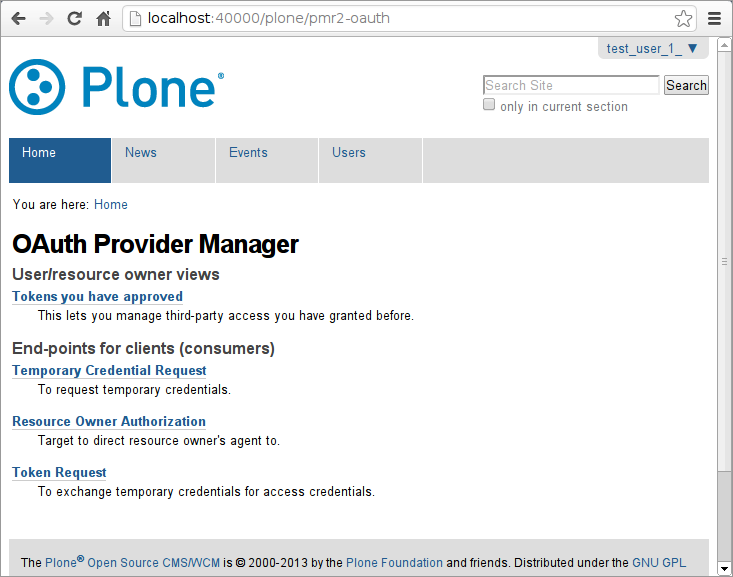 localhost:40000/plone/pmr2-oauth
test_user_1_ ▼
Plone®
Search Site
Search
only in current section
Home
News
Events
Users
You are here: Home
OAuth Provider Manager
User/resource owner views
Tokens you have approved
This lets you manage third-party access you have granted before.
End-points for clients (consumers)
Temporary Credential Request
To request temporary credentials.
Resource Owner Authorization
Target to direct resource owner's agent to.
Token Request
To exchange temporary credentials for access credentials.
The Plone® Open Source CMS/WCM is © 2000-2013 by the Plone Foundation and friends. Distributed under the GNU GPL